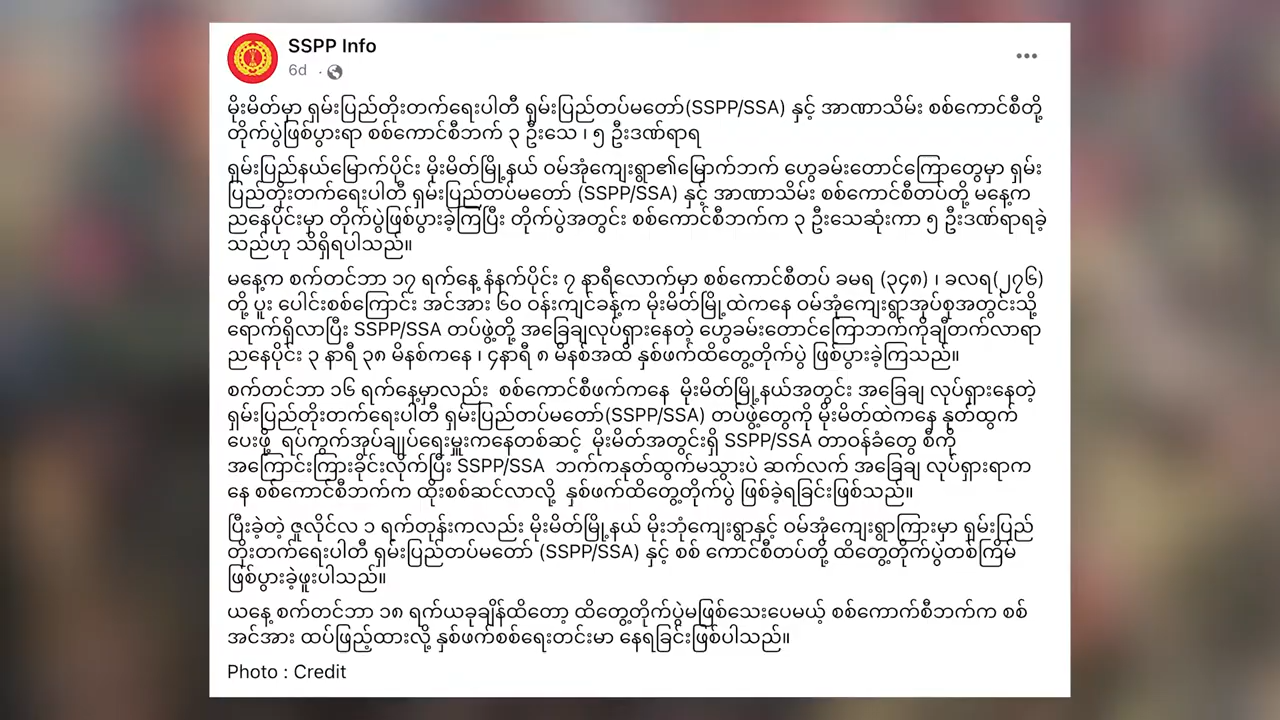 SSPP Info
6d ·
မိုးမိတ်မှာ ရှမ်းပြည်တိုးတက်ရေးပါတီ ရှမ်းပြည်တပ်မတော်(SSPP/SSA) နှင့် အာဏာသိမ်း စစ်ကောင်စီတို့
တိုက်ပွဲဖြစ်ပွားရာ စစ်ကောင်စီဘက် ၃ ဦးသေ ၊ ၅ ဦးဒဏ်ရာရ
ရှမ်းပြည်နယ်မြောက်ပိုင်း မိုးမိတ်မြို့နယ် ဝမ်အုံကျေးရွာ၏မြောက်ဘက် ဟွေခမ်းတောင်ကြောတွေမှာ ရှမ်း
ပြည်တိုးတက်ရေးပါတီ ရှမ်းပြည်တပ်မတော် (SSPP/SSA) နှင့် အာဏာသိမ်း စစ်ကောင်စီတပ်တို့ မနေ့က
ညနေပိုင်းမှာ တိုက်ပွဲဖြစ်ပွားခဲ့ကြပြီး တိုက်ပွဲအတွင်း စစ်ကောင်စီဘက်က ၃ ဦးသေဆုံးကာ ၅ ဦးဒဏ်ရာရခဲ့
သည်ဟု သိရှိရပါသည်။
မနေ့က စက်တင်ဘာ ၁၇ ရက်နေ့ နံနက်ပိုင်း ၇ နာရီလောက်မှာ စစ်ကောင်စီတပ် ခမရ (၃၄၈) ၊ ခလရ(၂၇၆)
တို့ ပူး ပေါင်းစစ်ကြောင်း အင်အား ၆၀ ဝန်းကျင်ခန့်က မိုးမိတ်မြို့ထဲကနေ ဝမ်အုံကျေးရွာအုပ်စုအတွင်းသို့
ရောက်ရှိလာပြီး SSPP/SSA တပ်ဖွဲ့တို့ အခြေချလုပ်ရှားနေတဲ့ ဟွေခမ်းတောင်ကြောဘက်ကိုချီတက်လာရာ
ညနေပိုင်း ၃ နာရီ ၃၈ မိနစ်ကနေ ၊ ၄နာရီ ၈ မိနစ်အထိ နှစ်ဖက်ထိတွေ့တိုက်ပွဲ ဖြစ်ပွားခဲ့ကြသည်။
စက်တင်ဘာ ၁၆ ရက်နေ့မှာလည်း စစ်ကောင်စီဖက်ကနေ မိုးမိတ်မြို့နယ်အတွင်း အခြေချ လုပ်ရှားနေတဲ့
ရှမ်းပြည်တိုးတက်ရေးပါတီ ရှမ်းပြည်တပ်မတော်(SSPP/SSA) တပ်ဖွဲ့တွေကို မိုးမိတ်ထဲကနေ နုတ်ထွက်
ပေးဖို့ ရပ်ကွက်အုပ်ချုပ်ရေးမှူးကနေတစ်ဆင့် မိုးမိတ်အတွင်းရှိ SSPP/SSA တာဝန်ခံတွေ စီကို
အကြောင်းကြားခိုင်းလိုက်ပြီး SSPP/SSA ဘက်ကနုတ်ထွက်မသွားပဲ ဆက်လက် အခြေချ လုပ်ရှားရာက
နေ စစ်ကောင်စီဘက်က ထိုးစစ်ဆင်လာလို့ နှစ်ဖက်ထိတွေ့တိုက်ပွဲ ဖြစ်ခဲ့ရခြင်းဖြစ်သည်။
ပြီးခဲ့တဲ့ ဇူလိုင်လ ၁ ရက်တုန်းကလည်း မိုးမိတ်မြို့နယ် မိုးဘုံကျေးရွာနှင့် ဝမ်အုံကျေးရွာကြားမှာ ရှမ်းပြည်
တိုးတက်ရေးပါတီ ရှမ်းပြည်တပ်မတော် (SSPP/SSA) နှင့် စစ် ကောင်စီတပ်တို့ ထိတွေ့တိုက်ပွဲတစ်ကြိမ်
ဖြစ်ပွားခဲ့ဖူးပါသည်။
ယနေ့ စက်တင်ဘာ ၁၈ ရက်ယခုချိန်ထိတော့ ထိတွေ့တိုက်ပွဲမဖြစ်သေးပေမယ့် စစ်ကောက်စီဘက်က စစ်
အင်အား ထပ်ဖြည့်ထားလို့ နှစ်ဖက်စစ်ရေးတင်းမာ နေရခြင်းဖြစ်ပါသည်။
Photo : Credit